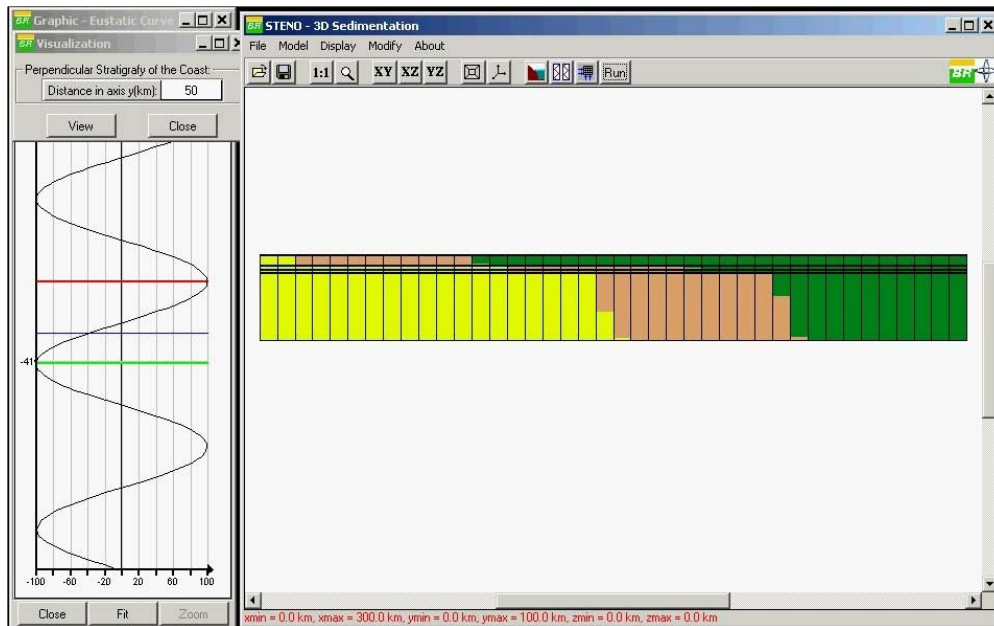 BR Graphic - Eustatic Curve
BR Visualization
Perpendicular Stratigrafy of the Coast:
Distance in axis y(km): 50
View Close
-41
-100 -60 -20 20 60 100
Close Fit Zoom
BR STENO - 3D Sedimentation
File Model Display Modify About
1:1 XY XZ YZ Run BR
xmin = 0.0 km, xmax = 300.0 km, ymin = 0.0 km, ymax = 100.0 km, zmin = 0.0 km, zmax = 0.0 km